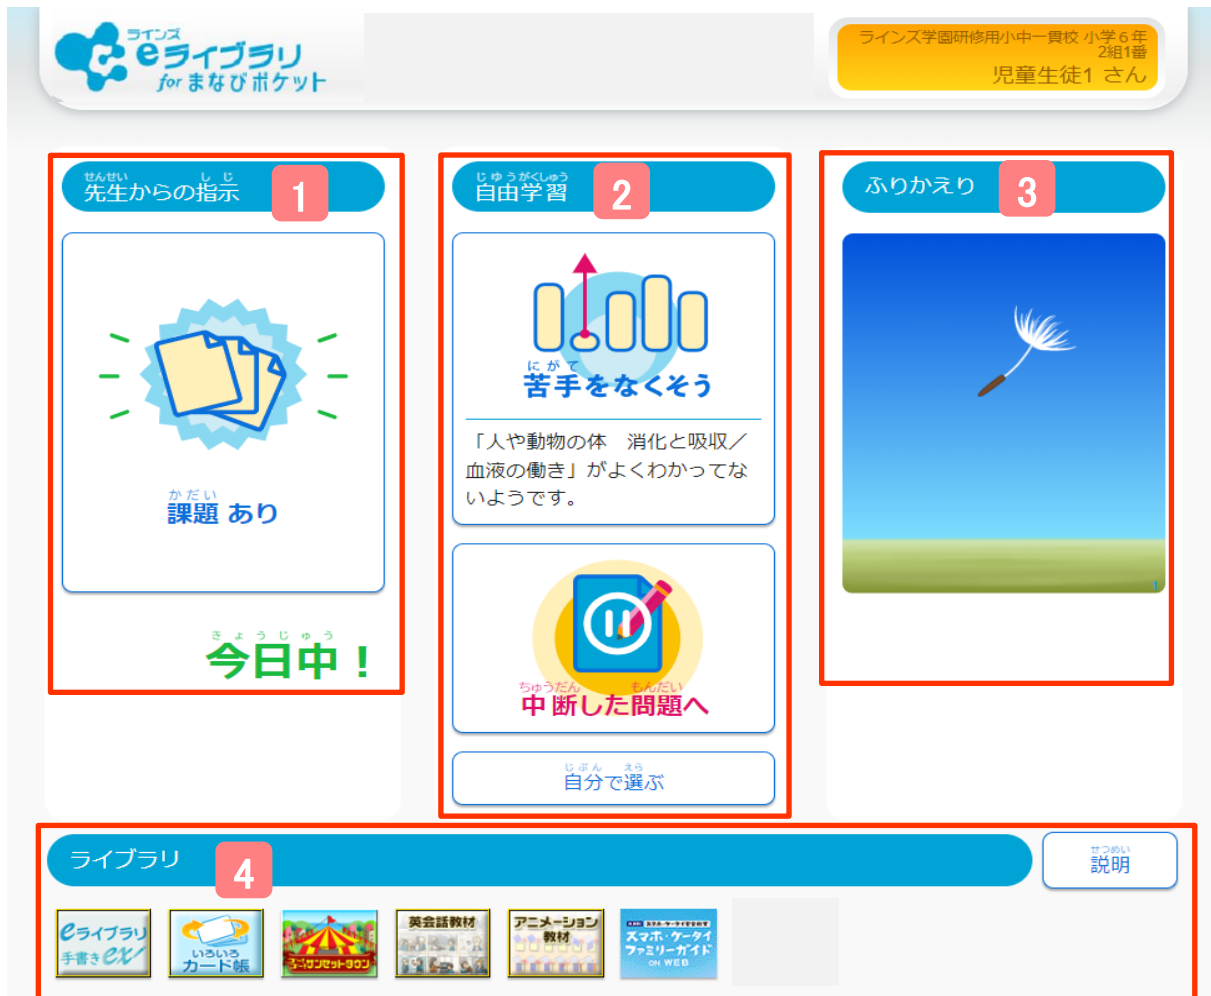 ラインズ
eライブラリ
for まなびポケット
ラインズ学園研修用小中一貫校 小学6年
2組1番
児童生徒1 さん
せんせい しじ
先生からの指示
1
かだい
課題 あり
きょうじゅう
今日中！
じゆうがくしゅう
自由学習
2
にがて
苦手をなくそう
「人や動物の体　消化と吸収／
血液の働き」がよくわかってな
いようです。
ちゅうだん もんだい
中断した問題へ
じぶん えら
自分で選ぶ
ふりかえり
3
1
ライブラリ
4
せつめい
説明
eライブラリ
手書きex
いろいろ
カード帳
英会話教材
アニメーション
教材
スマホ・ケータイ
ファミリーガイド
ON WEB